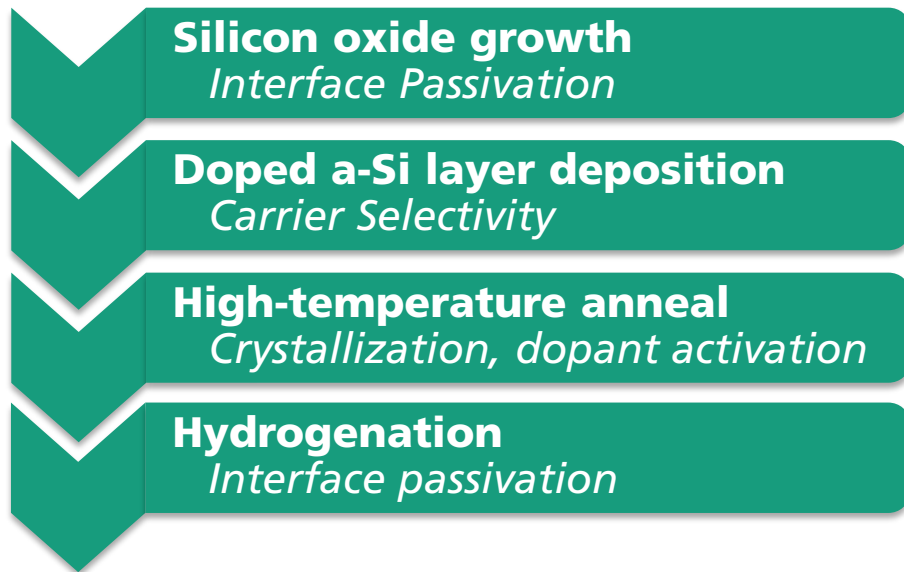 Silicon oxide growth
Interface Passivation
Doped a-Si layer deposition
Carrier Selectivity
High-temperature anneal
Crystallization, dopant activation
Hydrogenation
Interface passivation